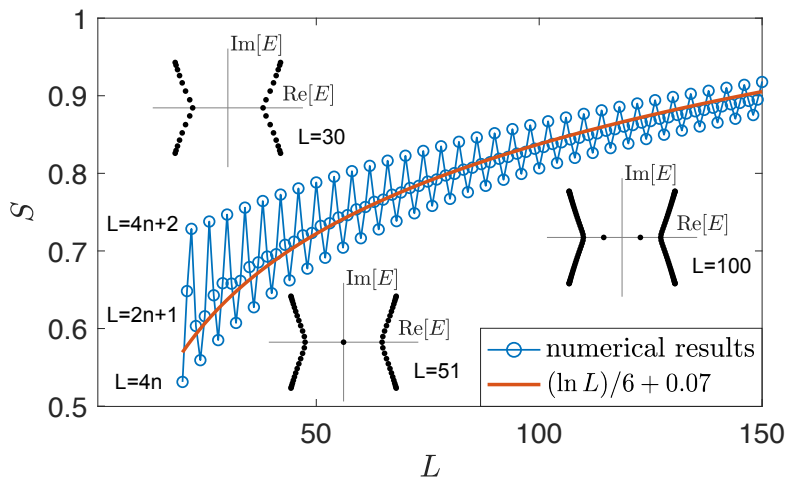 1
0.9
0.8
0.7
0.6
0.5
S
50
100
150
L
Im[E]
Re[E]
L=30
L=4n+2
L=2n+1
L=4n
Im[E]
Re[E]
L=51
Im[E]
Re[E]
L=100
numerical results
(ln L)/6 + 0.07